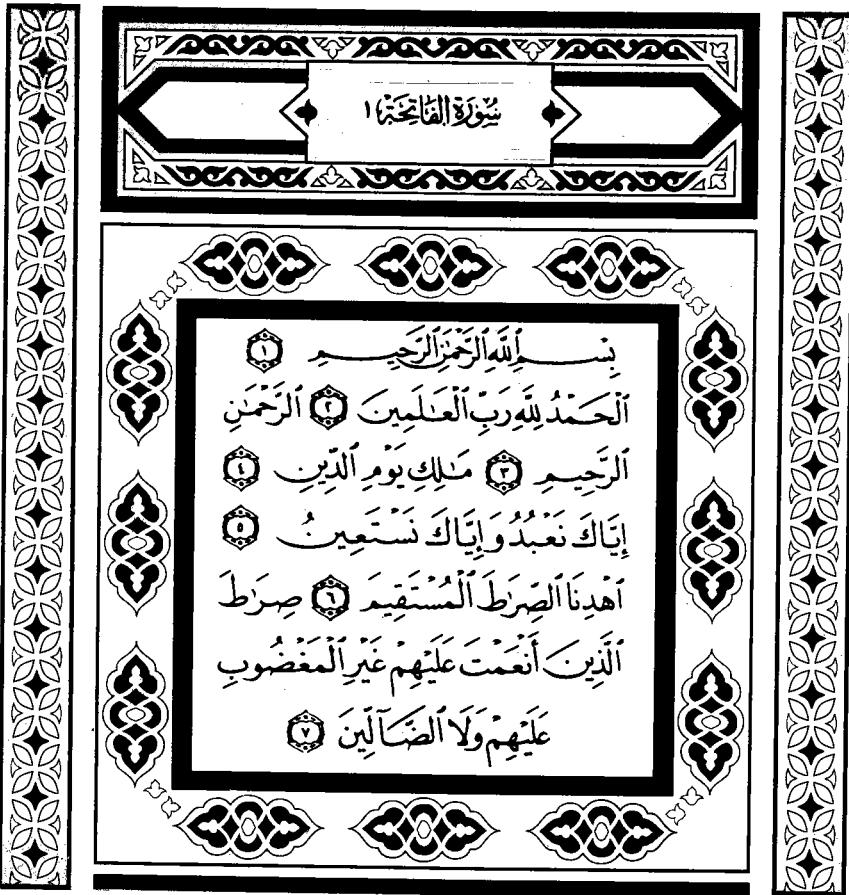 سُورَةُ الفَاتِحَة ١
بِسْمِ ٱللَّهِ ٱلرَّحْمَٰنِ ٱلرَّحِيمِ ١
ٱلْحَمْدُ لِلَّهِ رَبِّ ٱلْعَٰلَمِينَ ٢ ٱلرَّحْمَٰنِ
ٱلرَّحِيمِ ٣ مَٰلِكِ يَوْمِ ٱلدِّينِ ٤
إِيَّاكَ نَعْبُدُ وَإِيَّاكَ نَسْتَعِينُ ٥
ٱهْدِنَا ٱلصِّرَٰطَ ٱلْمُسْتَقِيمَ ٦ صِرَٰطَ
ٱلَّذِينَ أَنْعَمْتَ عَلَيْهِمْ غَيْرِ ٱلْمَغْضُوبِ
عَلَيْهِمْ وَلَا ٱلضَّآلِّينَ ٧